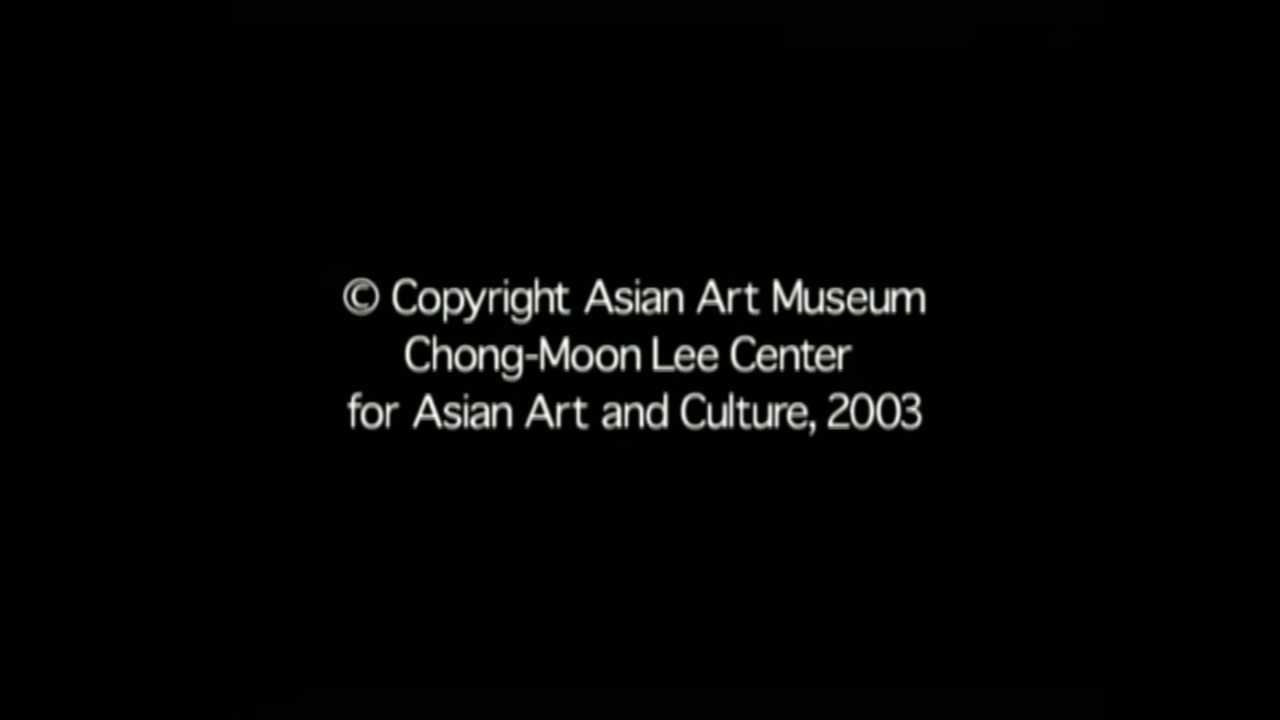 © Copyright Asian Art Museum
Chong-Moon Lee Center
for Asian Art and Culture, 2003